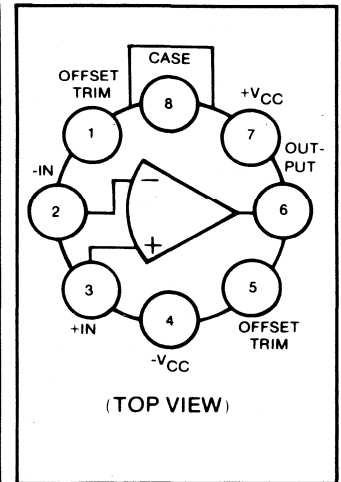 CASE
OFFSET
TRIM
8
+VCC
1
7
OUT-
PUT
-IN
−
2
6
+
3
5
+IN
4
OFFSET
TRIM
-VCC
(TOP VIEW)